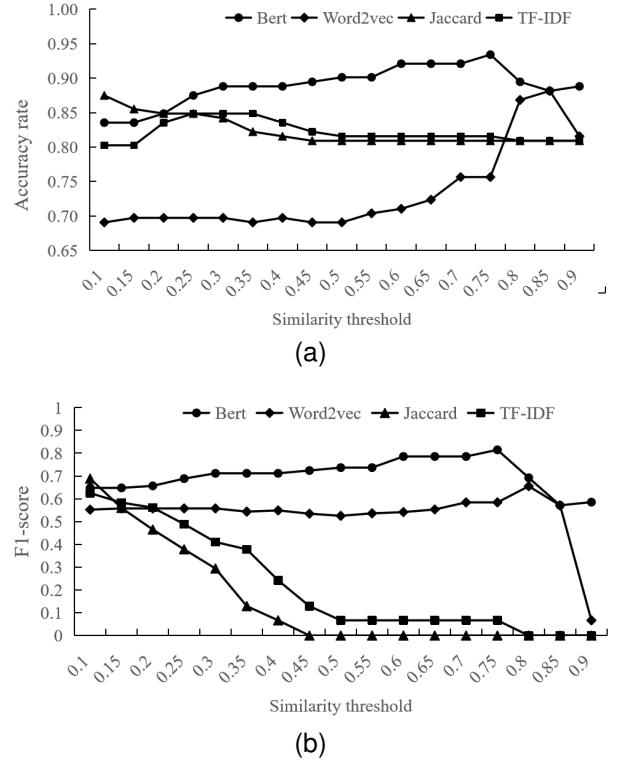 1.00
Bert Word2vec Jaccard TF-IDF
0.95
0.90
0.85
0.80
0.75
0.70
0.65
Accuracy rate
0.1 0.15 0.2 0.25 0.3 0.35 0.4 0.45 0.5 0.55 0.6 0.65 0.7 0.75 0.8 0.85 0.9
Similarity threshold
(a)
1
Bert Word2vec Jaccard TF-IDF
0.9
0.8
0.7
0.6
0.5
0.4
0.3
0.2
0.1
0
F1-score
0.1 0.15 0.2 0.25 0.3 0.35 0.4 0.45 0.5 0.55 0.6 0.65 0.7 0.75 0.8 0.85 0.9
Similarity threshold
(b)